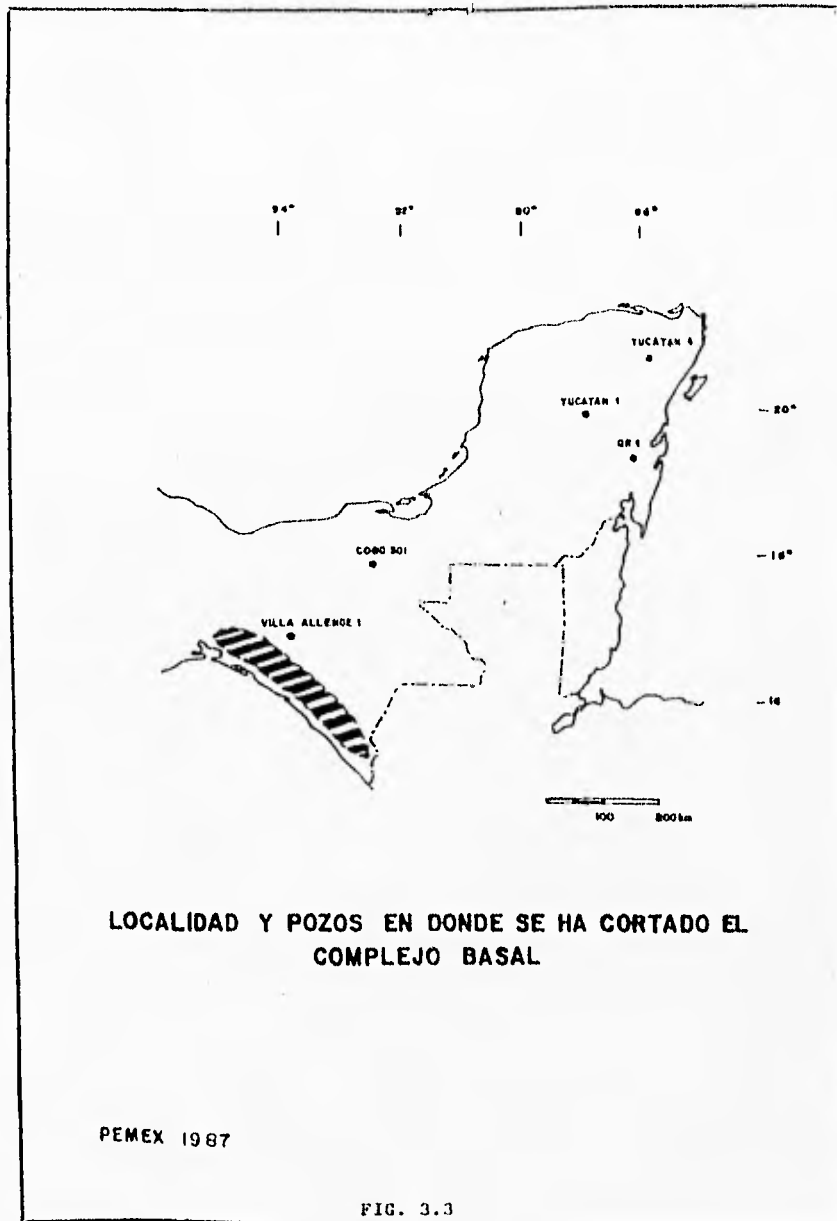 94° 92° 90° 88°
YUCATAN 4
YUCATAN 1
— 20°
QR 1
COBO 301
— 18°
VILLA ALLENDE 1
— 16
100 200 km
LOCALIDAD Y POZOS EN DONDE SE HA CORTADO EL
COMPLEJO BASAL
PEMEX 1987
FIG. 3.3